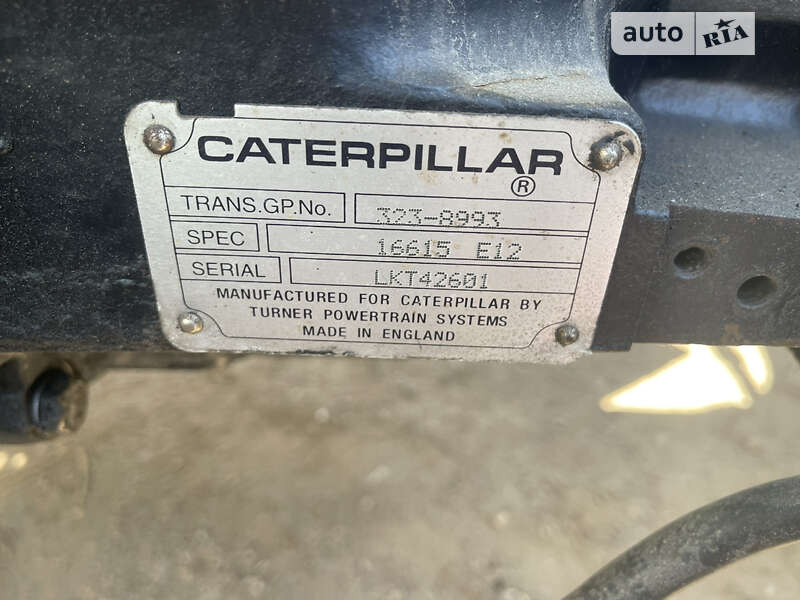 auto RIA
CATERPILLAR ®
TRANS.GP.No. 323-8993
SPEC 16615 E12
SERIAL LKT42601
MANUFACTURED FOR CATERPILLAR BY
TURNER POWERTRAIN SYSTEMS
MADE IN ENGLAND